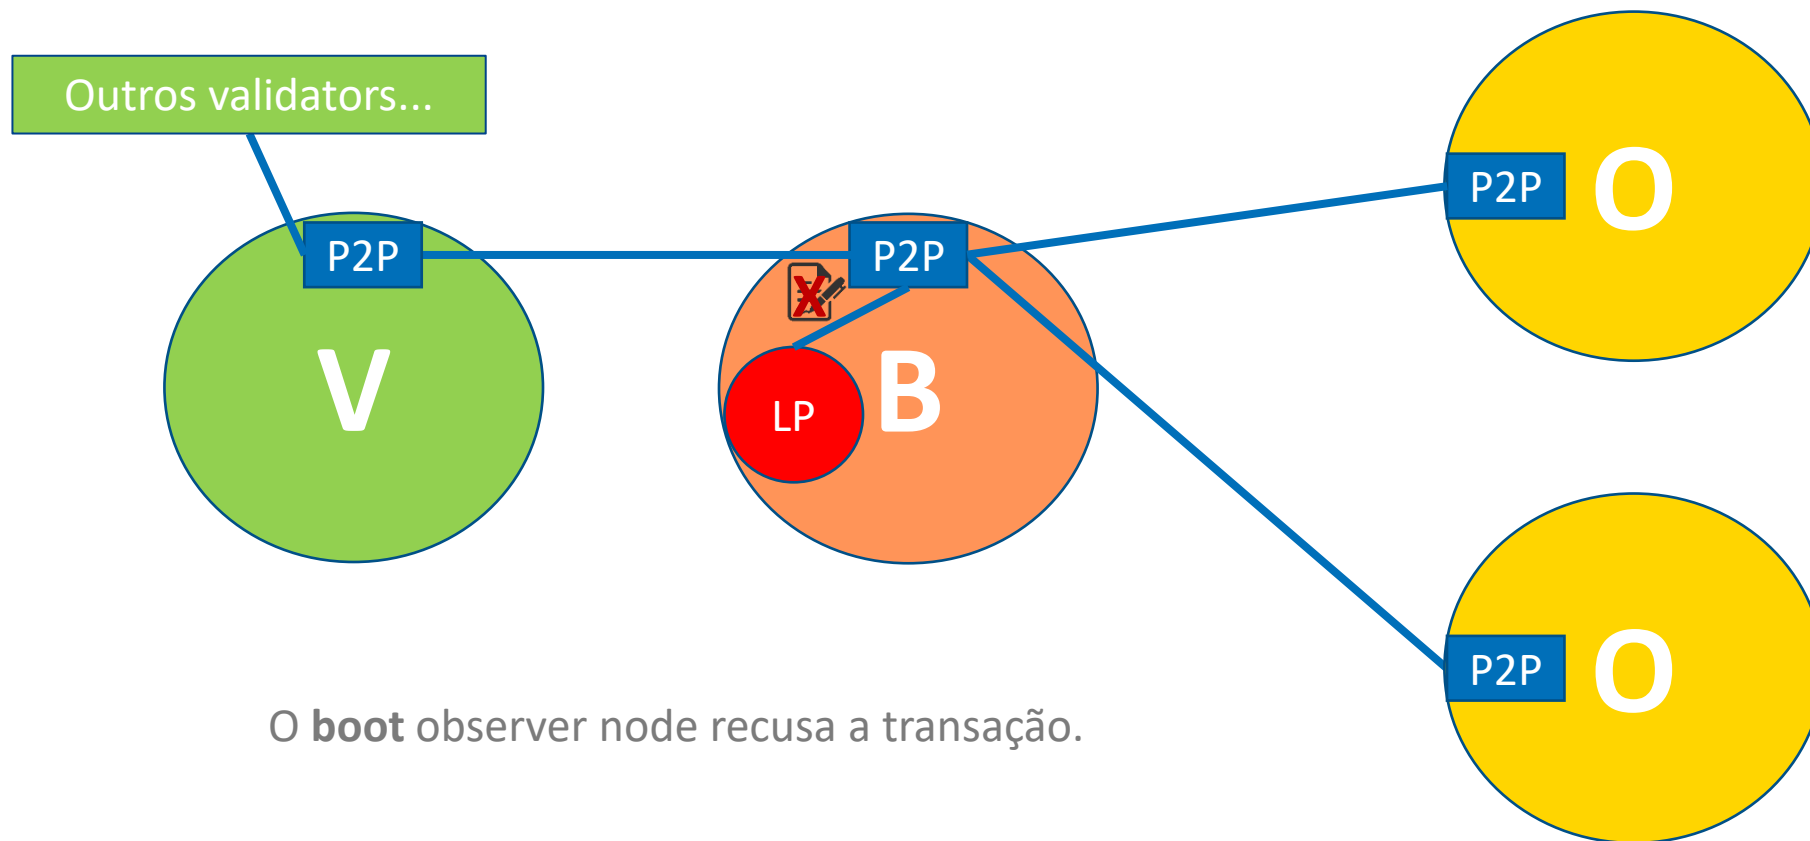 Outros validators...
P2P
O
P2P
P2P
X
V
LP
B
P2P
O
O boot observer node recusa a transação.